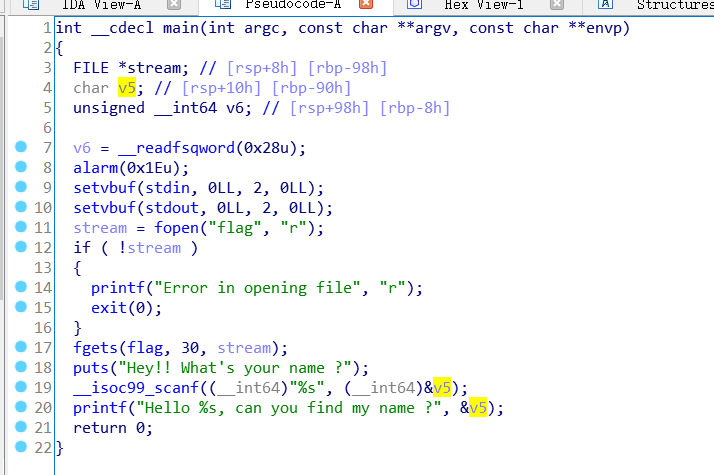 IDA View-A Pseudocode-A Hex View-1 Structures
1 int __cdecl main(int argc, const char **argv, const char **envp)
2 {
3 FILE *stream; // [rsp+8h] [rbp-98h]
4 char v5; // [rsp+10h] [rbp-90h]
5 unsigned __int64 v6; // [rsp+98h] [rbp-8h]
6
7 v6 = __readfsqword(0x28u);
8 alarm(0x1Eu);
9 setvbuf(stdin, 0LL, 2, 0LL);
10 setvbuf(stdout, 0LL, 2, 0LL);
11 stream = fopen("flag", "r");
12 if ( !stream )
13 {
14 printf("Error in opening file", "r");
15 exit(0);
16 }
17 fgets(flag, 30, stream);
18 puts("Hey!! What's your name ?");
19 __isoc99_scanf((__int64)"%s", (__int64)&v5);
20 printf("Hello %s, can you find my name ?", &v5);
21 return 0;
22 }